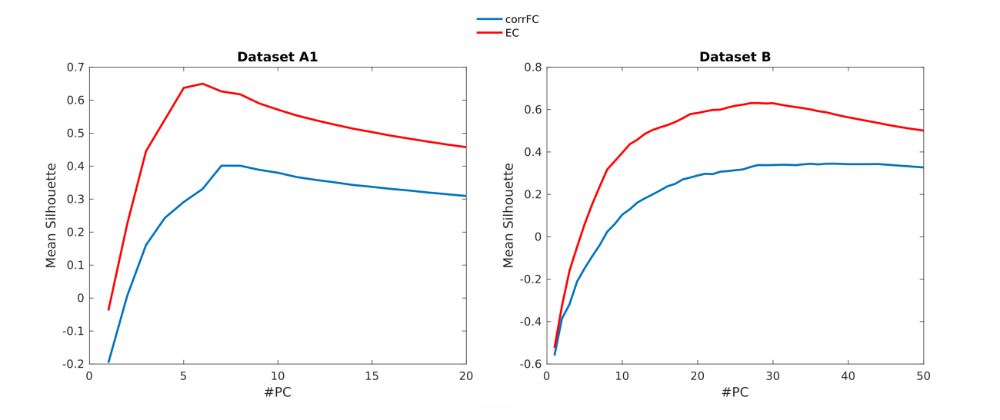 corrFC
EC
Dataset A1
0.7
0.6
0.5
0.4
0.3
0.2
0.1
0
-0.1
-0.2
Mean Silhouette
0 5 10 15 20
#PC
Dataset B
0.8
0.6
0.4
0.2
0
-0.2
-0.4
-0.6
Mean Silhouette
0 10 20 30 40 50
#PC